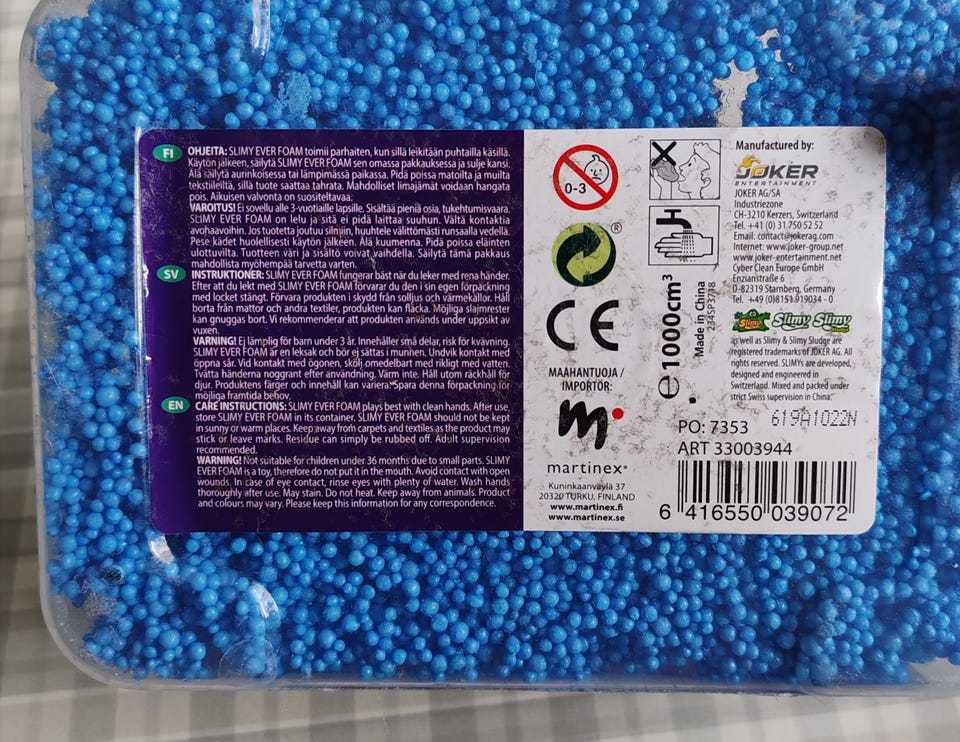 FI
OHJEITA: SLIMY EVER FOAM toimii parhaiten, kun sillä leikitään puhtailla käsillä.
Käytön jälkeen, säilytä SLIMY EVER FOAM sen omassa pakkauksessa ja sulje kansi.
Älä säilytä aurinkoisessa tai lämpimässä paikassa. Pidä poissa matoilta ja muilta
tekstiileiltä, sillä tuote saattaa tahrata. Mahdolliset limajämät voidaan hangata
pois. Aikuisen valvonta on suositeltavaa.
VAROITUS! Ei sovellu alle 3-vuotiaille lapsille. Sisältää pieniä osia, tukehtumisvaara.
SLIMY EVER FOAM on lelu ja sitä ei pidä laittaa suuhun. Vältä kontaktia
avohaavoihin. Jos tuotetta joutuu silmiin, huuhtele välittömästi runsaalla vedellä.
Pese kädet huolellisesti käytön jälkeen. Älä kuumenna. Pidä poissa eläinten
ulottuvilta. Tuotteen väri ja sisältö voivat vaihdella. Säilytä tämä pakkaus
mahdollista myöhempää tarvetta varten.
SV
INSTRUKTIONER: SLIMY EVER FOAM fungerar bäst när du leker med rena händer.
Efter att du lekt med SLIMY EVER FOAM förvarar du den i sin egen förpackning
med locket stängt. Förvara produkten i skydd från solljus och värmekällor. Håll
borta från mattor och andra textiler, produkten kan fläcka. Möjliga slajmrester
kan gnuggas bort. Vi rekommenderar att produkten används under uppsikt av
vuxen.
VARNING! Ej lämplig för barn under 3 år. Innehåller små delar, risk för kvävning.
SLIMY EVER FOAM är en leksak och bör ej sättas i munnen. Undvik kontakt med
öppna sår. Vid kontakt med ögonen, skölj omedelbart med rikligt med vatten.
Tvätta händerna noggrant efter användning. Värm inte. Håll utom räckhåll för
djur. Produktens färger och innehåll kan variera. Spara denna förpackning för
möjliga framtida behov.
EN
CARE INSTRUCTIONS: SLIMY EVER FOAM plays best with clean hands. After use,
store SLIMY EVER FOAM in its container. SLIMY EVER FOAM should not be kept
in sunny or warm places. Keep away from carpets and textiles as the product may
stick or leave marks. Residue can simply be rubbed off. Adult supervision
recommended.
WARNING! Not suitable for children under 36 months due to small parts. SLIMY
EVER FOAM is a toy, therefore do not put it in the mouth. Avoid contact with open
wounds. In case of eye contact, rinse eyes with plenty of water. Wash hands
thoroughly after use. May stain. Do not heat. Keep away from animals. Product
and colours may vary. Please keep this information for any correspondence.
0-3
®
CE
MAAHANTUOJA /
IMPORTÖR:
m
martinex®
Kuninkaanväylä 37
20320 TURKU, FINLAND
www.martinex.fi
www.martinex.se
℮ 1000cm³
Made in China
234SP3718
Manufactured by:
JOKER
ENTERTAINMENT
JOKER AG/SA
Industriezone
CH-3210 Kerzers, Switzerland
Tel. +41 (0) 31 750 52 52
Email: contact@jokerag.com
Internet: www.joker-group.net
www.joker-entertainment.net
Cyber Clean Europe GmbH
Enzianstraße 6
D-82319 Starnberg, Germany
Tel. +49 (0)8151 919034 - 0
Slimy Slimy Slimy
as well as Slimy & Slimy Sludge are
registered trademarks of JOKER AG. All
rights reserved. SLIMYs are developed,
designed and engineered in
Switzerland. Mixed and packed under
strict Swiss supervision in China.
PO: 7353
619A1022N
ART 33003944
6 416550 039072